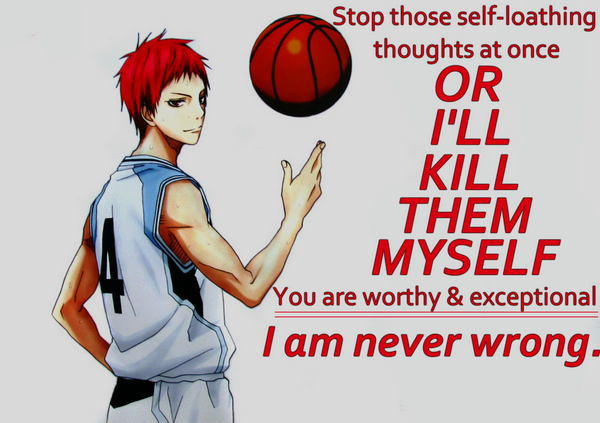 Stop those self-loathing
thoughts at once
OR
I'LL
KILL
THEM
MYSELF
You are worthy & exceptional
I am never wrong.
4